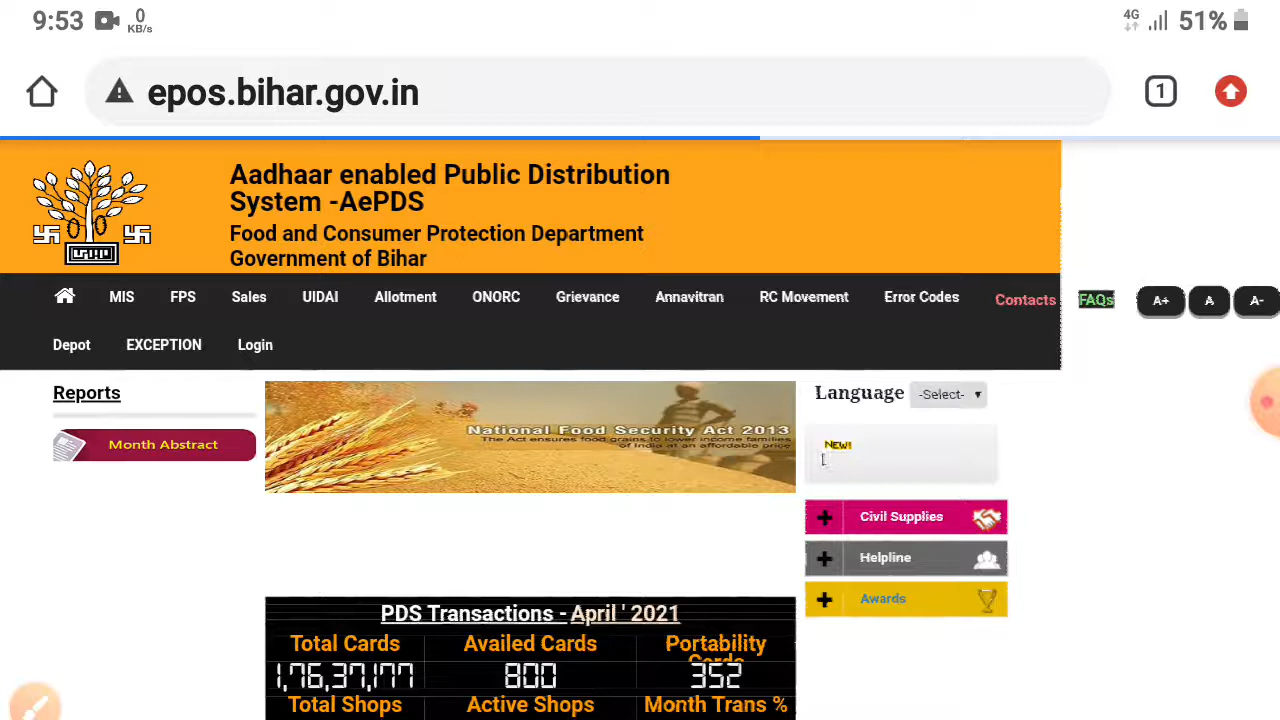 9:53 0 KB/s 4G 51%
epos.bihar.gov.in 1
Aadhaar enabled Public Distribution
System -AePDS
Food and Consumer Protection Department
Government of Bihar
MIS FPS Sales UIDAI Allotment ONORC Grievance Annavitran RC Movement Error Codes Contacts FAQs A+ A A-
Depot EXCEPTION Login
Reports
Month Abstract
National Food Security Act 2013
The Act ensures food grains to lower income families
of India at an affordable price
Language -Select-
NEW!
[
Civil Supplies
Helpline
Awards
PDS Transactions - April ' 2021
Total Cards Availed Cards Portability Cards
1,76,37,177 800 352
Total Shops Active Shops Month Trans %